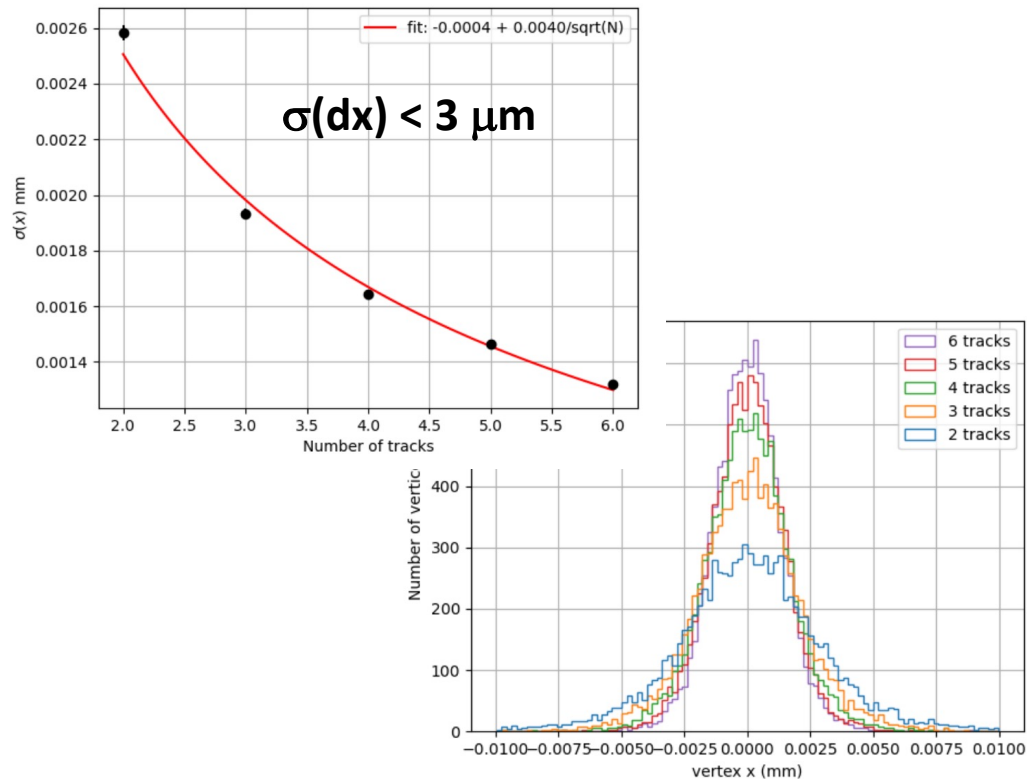 fit: -0.0004 + 0.0040/sqrt(N)
σ(dx) < 3 μm
0.0026
0.0024
0.0022
0.0020
0.0018
0.0016
0.0014
σ(x) mm
2.0 2.5 3.0 3.5 4.0 4.5 5.0 5.5 6.0
Number of tracks
6 tracks
5 tracks
4 tracks
3 tracks
2 tracks
400
300
200
100
0
Number of
−0.0100 −0.0075 −0.0050 −0.0025 0.0000 0.0025 0.0050 0.0075 0.0100
vertex x (mm)